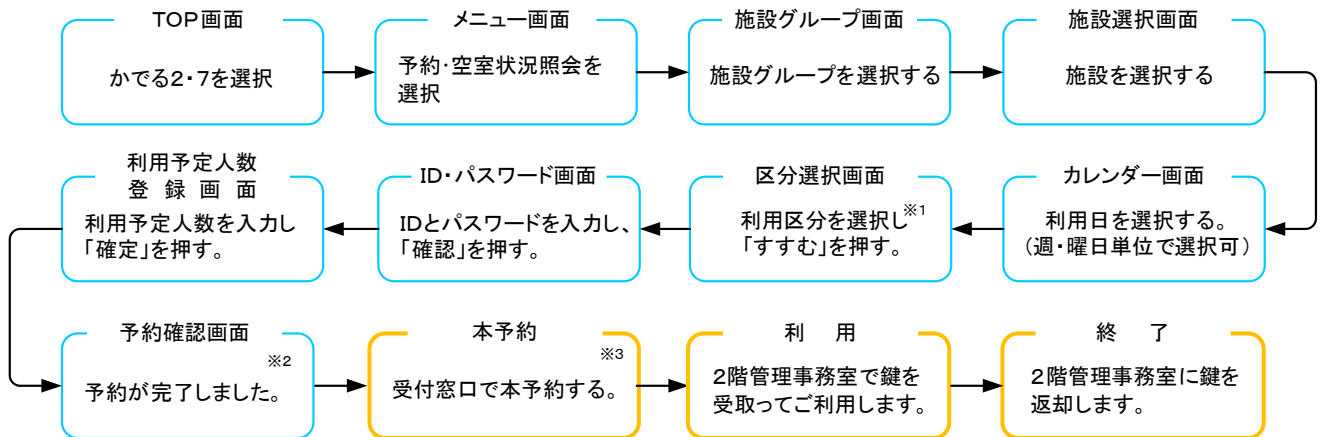 TOP画面
かでる2・7を選択
メニュー画面
予約・空室状況照会を
選択
施設グループ画面
施設グループを選択する
施設選択画面
施設を選択する
カレンダー画面
利用日を選択する。
(週・曜日単位で選択可)
区分選択画面
利用区分を選択し※1
「すすむ」を押す。
ID・パスワード画面
IDとパスワードを入力し、
「確認」を押す。
利用予定人数
登録画面
利用予定人数を入力し
「確定」を押す。
予約確認画面
※2
予約が完了しました。
本予約
※3
受付窓口で本予約する。
利用
2階管理事務室で鍵を
受取ってご利用します。
終了
2階管理事務室に鍵を
返却します。